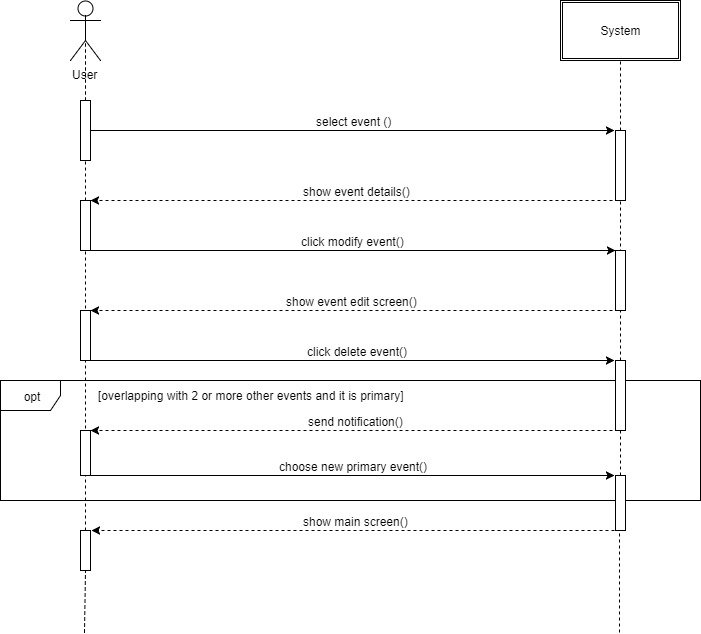 System
User
select event ()
show event details()
click modify event()
show event edit screen()
click delete event()
opt
[overlapping with 2 or more other events and it is primary]
send notification()
choose new primary event()
show main screen()